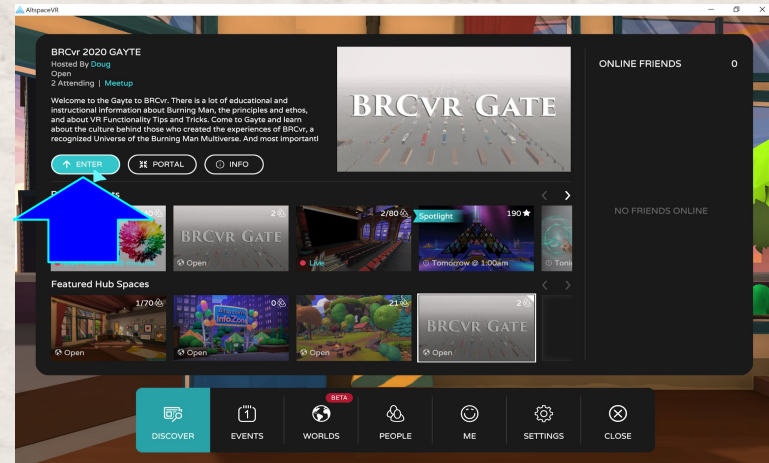 AltspaceVR
BRCvr 2020 GAYTE
Hosted By Doug
Open
2 Attending | Meetup
Welcome to the Gayte to BRCvr. There is a lot of educational and
instructional information about Burning Man, the principles and ethos,
and about VR Functionality Tips and Tricks. Come to Gayte and learn
about the culture behind those who created the experiences of BRCvr, a
recognized Universe of the Burning Man Multiverse. And most importantl
ENTER
PORTAL
INFO
BRCVR GATE
ONLINE FRIENDS 0
NO FRIENDS ONLINE
2
BRCVR GATE
Open
2/80
Live
Spotlight
190
Tomorrow @ 1:00am
Featured Hub Spaces
1/70
Open
0
Info Zone
Open
21
Open
2
BRCVR GATE
Open
DISCOVER
1
EVENTS
BETA
WORLDS
PEOPLE
ME
SETTINGS
CLOSE